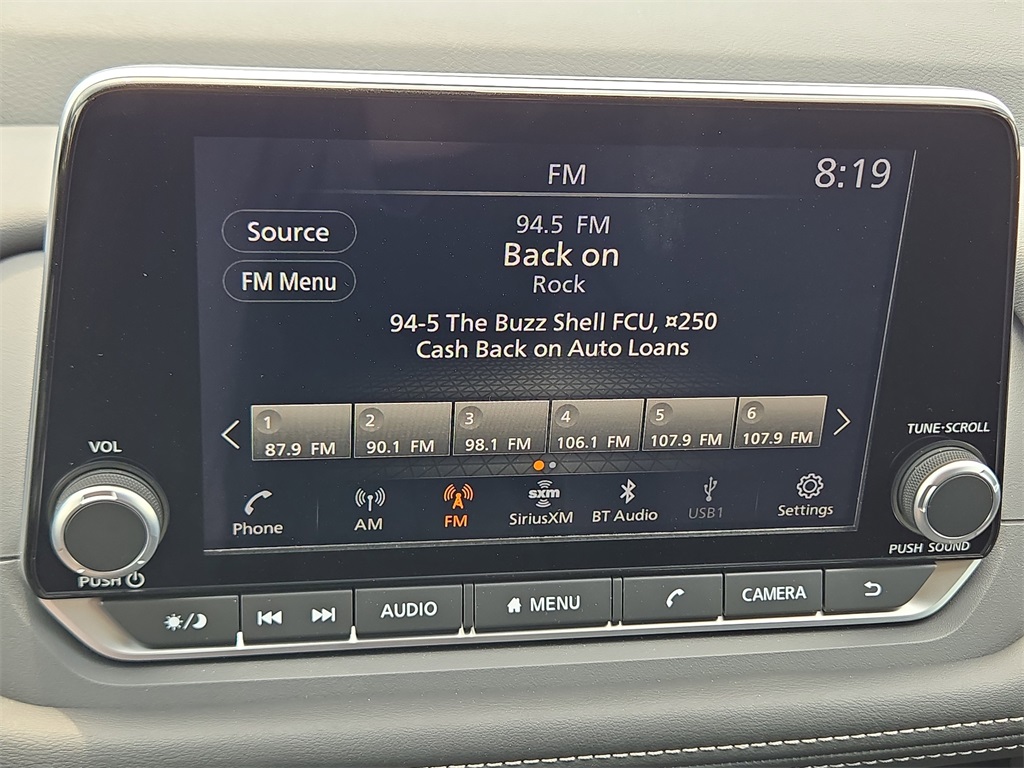 FM
8:19
94.5 FM
Source
Back on
FM Menu
Rock
94-5 The Buzz Shell FCU, ¤250
Cash Back on Auto Loans
1 87.9 FM
2 90.1 FM
3 98.1 FM
4 106.1 FM
5 107.9 FM
6 107.9 FM
VOL
TUNE·SCROLL
Phone
AM
FM
sxm
SiriusXM
BT Audio
USB1
Settings
PUSH
PUSH SOUND
AUDIO
MENU
CAMERA